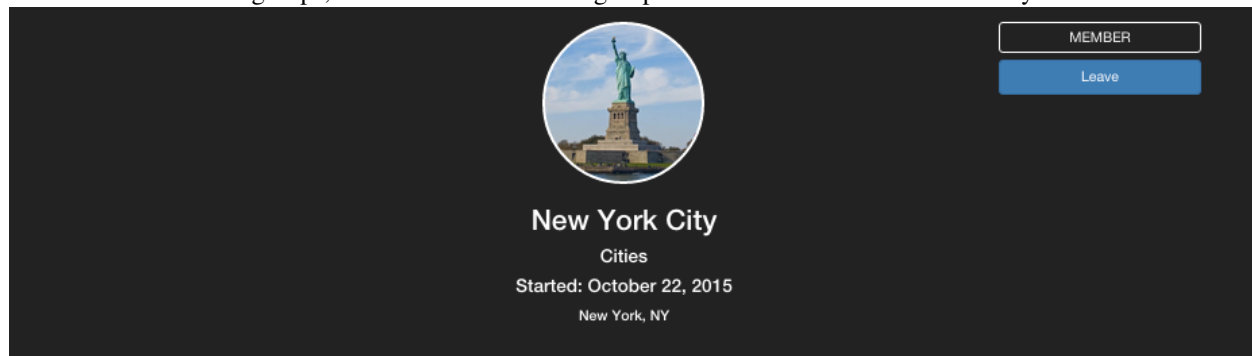 MEMBER
Leave
New York City
Cities
Started: October 22, 2015
New York, NY